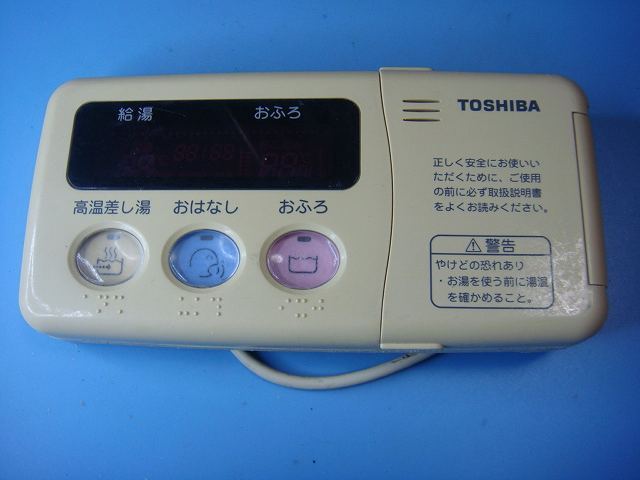 給湯 おふろ
TOSHIBA
正しく安全にお使いい
ただくために、ご使用
の前に必ず取扱説明書
をよくお読みください。
高温差し湯 おはなし おふろ
⚠警告
やけどの恐れあり
・お湯を使う前に湯温
を確かめること。